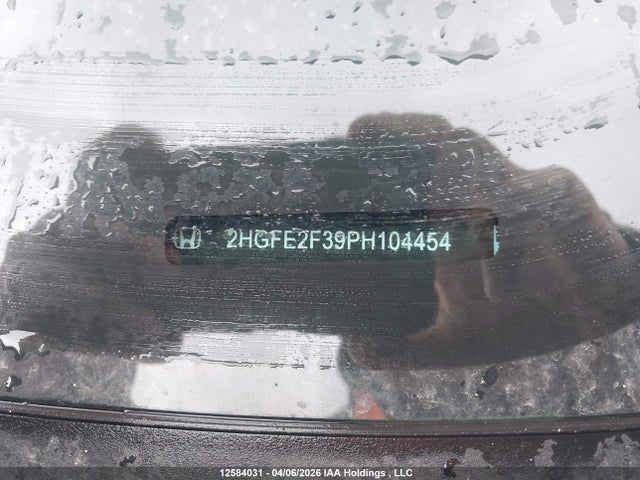 2HGFE2F39PH104454
12584031 - 04/06/2026 IAA Holdings , LLC